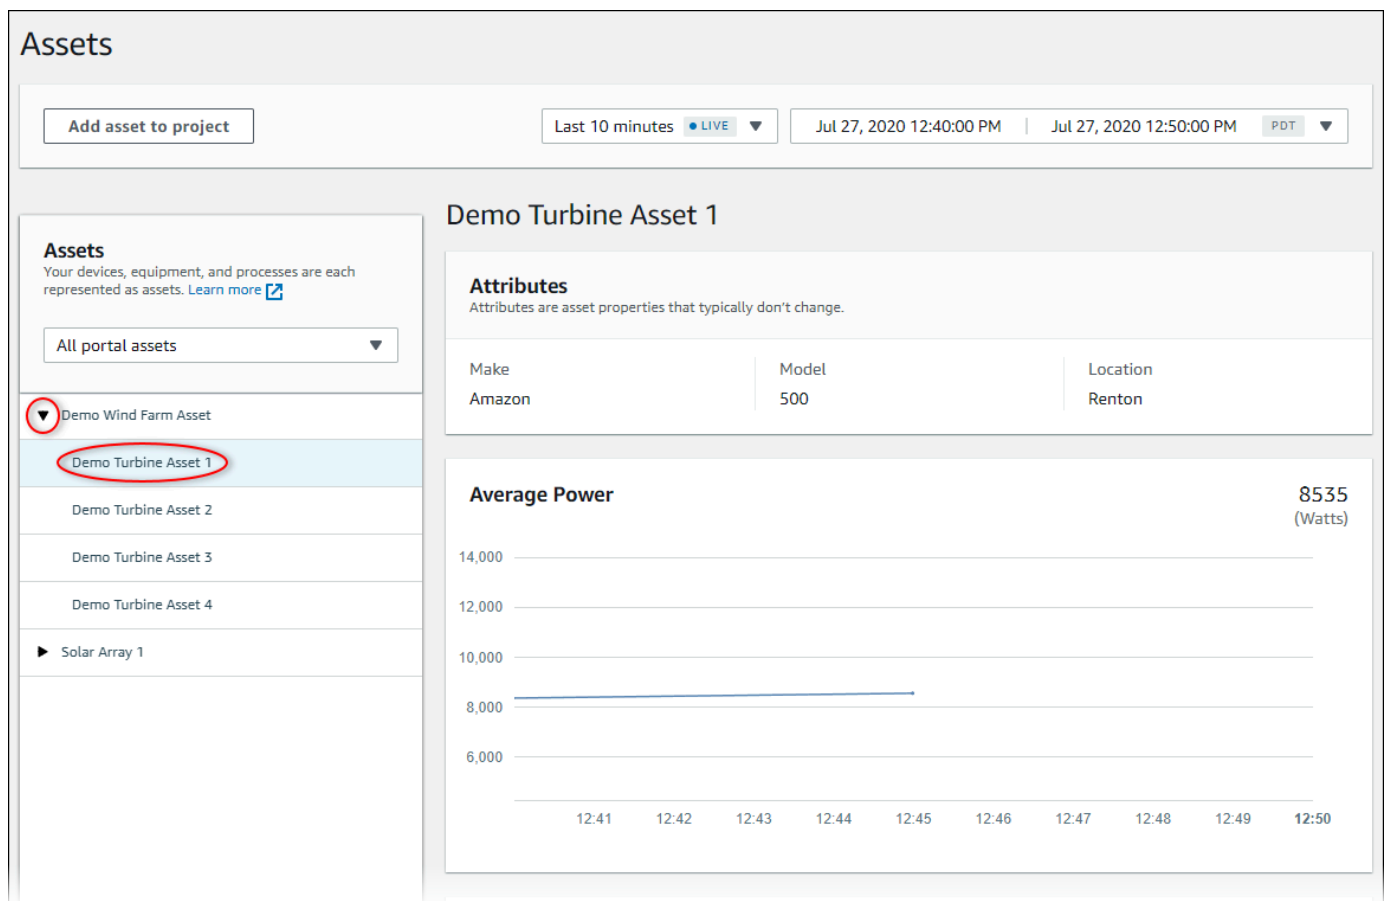 Assets
Add asset to project
Last 10 minutes LIVE
Jul 27, 2020 12:40:00 PM Jul 27, 2020 12:50:00 PM PDT
Assets
Your devices, equipment, and processes are each
represented as assets. Learn more
All portal assets
Demo Wind Farm Asset
Demo Turbine Asset 1
Demo Turbine Asset 2
Demo Turbine Asset 3
Demo Turbine Asset 4
Solar Array 1
Demo Turbine Asset 1
Attributes
Attributes are asset properties that typically don't change.
Make
Amazon
Model
500
Location
Renton
Average Power
8535
(Watts)
14,000
12,000
10,000
8,000
6,000
12:41 12:42 12:43 12:44 12:45 12:46 12:47 12:48 12:49 12:50